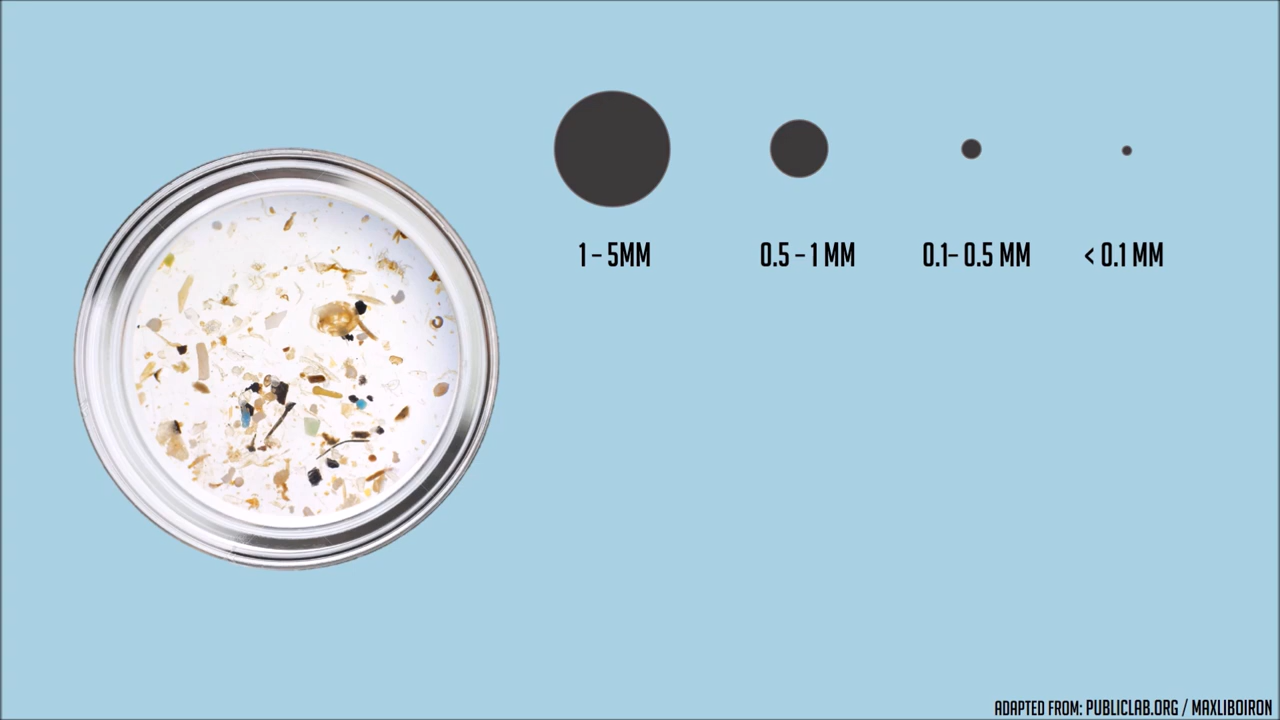 1 – 5MM
0.5 – 1 MM
0.1– 0.5 MM
< 0.1 MM
ADAPTED FROM: PUBLICLAB.ORG / MAXLIBOIRON